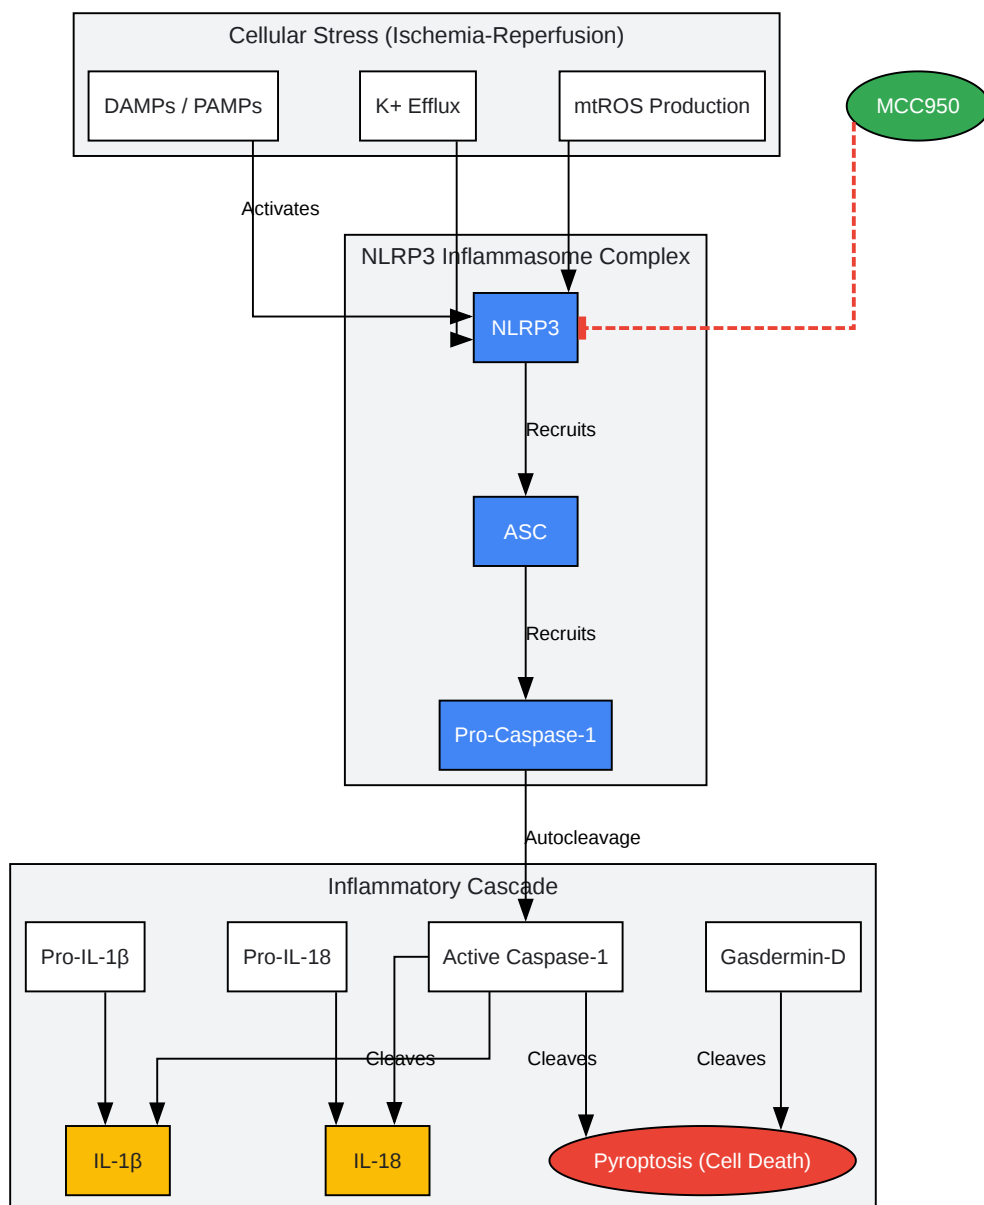 Cellular Stress (Ischemia-Reperfusion)
DAMPs / PAMPs
K+ Efflux
mtROS Production
MCC950
Activates
NLRP3 Inflammasome Complex
NLRP3
Recruits
ASC
Recruits
Pro-Caspase-1
Autocleavage
Inflammatory Cascade
Pro-IL-1β
Pro-IL-18
Active Caspase-1
Gasdermin-D
Cleaves
Cleaves
Cleaves
IL-1β
IL-18
Pyroptosis (Cell Death)